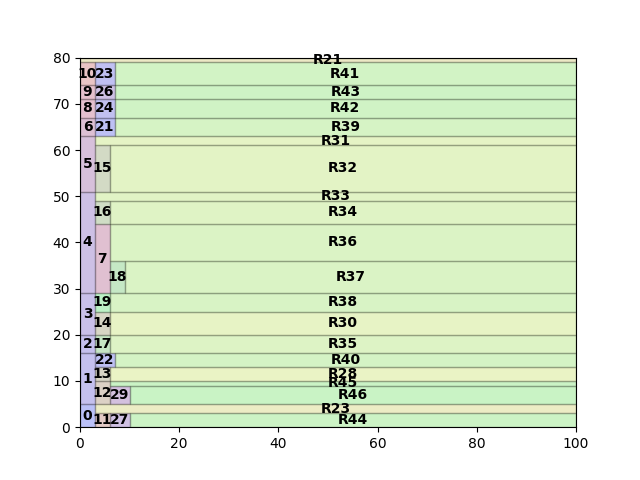 R21
80
10 23 R41
9 26 R43
70
8 24 R42
6 21 R39
R31
60
5 15 R32
50
R33
16 R34
40
4 R36
7
30
18 R37
19 R38
3 14 R30
20
2 17 R35
22 R40
13 R28
10
1 R45
12 29 R46
R23
0 11 27 R44
0
0 20 40 60 80 100